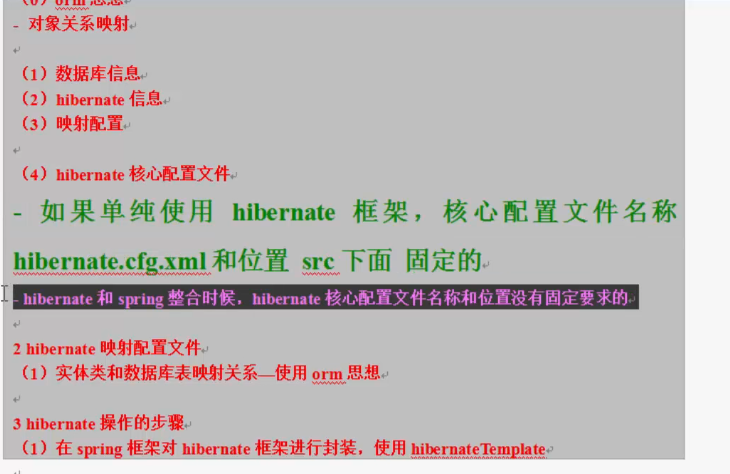 （0）orm 思想
- 对象关系映射
（1）数据库信息
（2）hibernate 信息
（3）映射配置
（4）hibernate 核心配置文件
- 如果单纯使用 hibernate 框架，核心配置文件名称
hibernate.cfg.xml 和位置 src 下面 固定的
- hibernate 和 spring 整合时候，hibernate 核心配置文件名称和位置没有固定要求的
2 hibernate 映射配置文件
（1）实体类和数据库表映射关系—使用 orm 思想
3 hibernate 操作的步骤
（1）在 spring 框架对 hibernate 框架进行封装，使用 hibernateTemplate